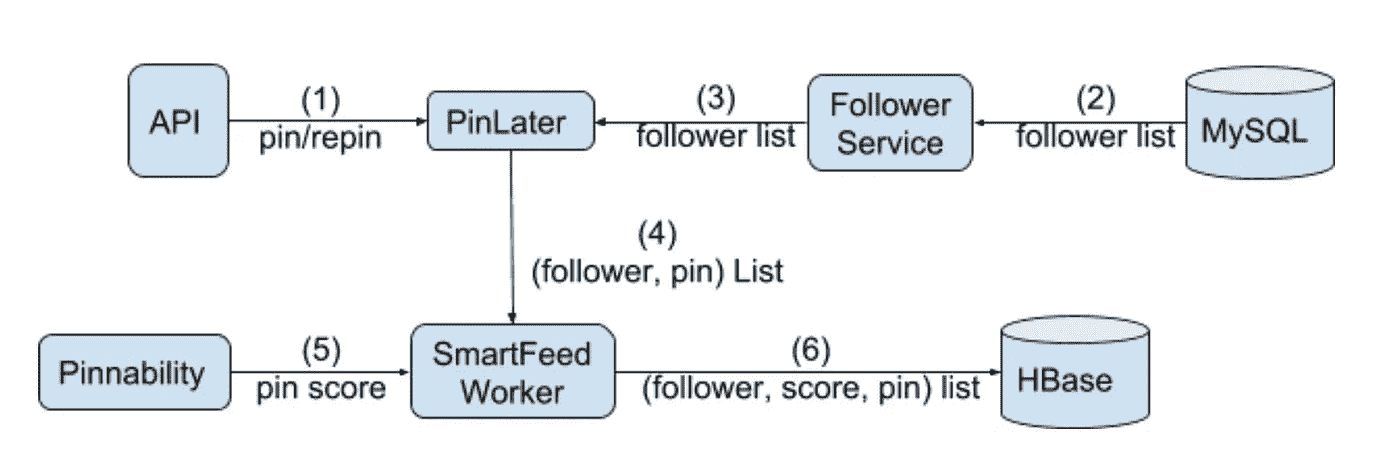 API
(1)
pin/repin
PinLater
(3)
follower list
Follower
Service
(2)
follower list
MySQL
(4)
(follower, pin) List
Pinnability
(5)
pin score
SmartFeed
Worker
(6)
(follower, score, pin) list
HBase